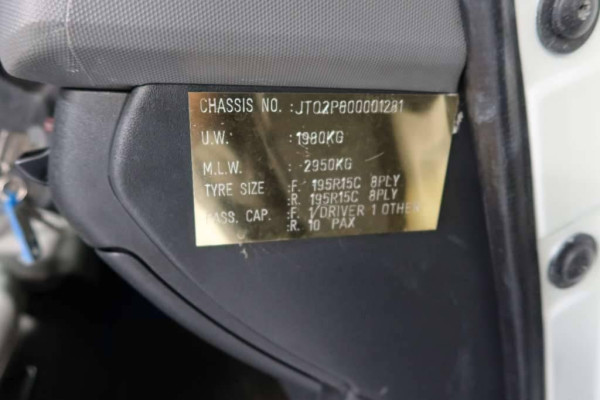 CHASSIS NO. :JTQ2P800001281
U.W. :1980KG
M.L.W. :2950KG
TYRE SIZE :F. 195R15C 8PLY
:R. 195R15C 8PLY
PASS. CAP. :F. 1/DRIVER 1 OTHER
:R. 10 PAX